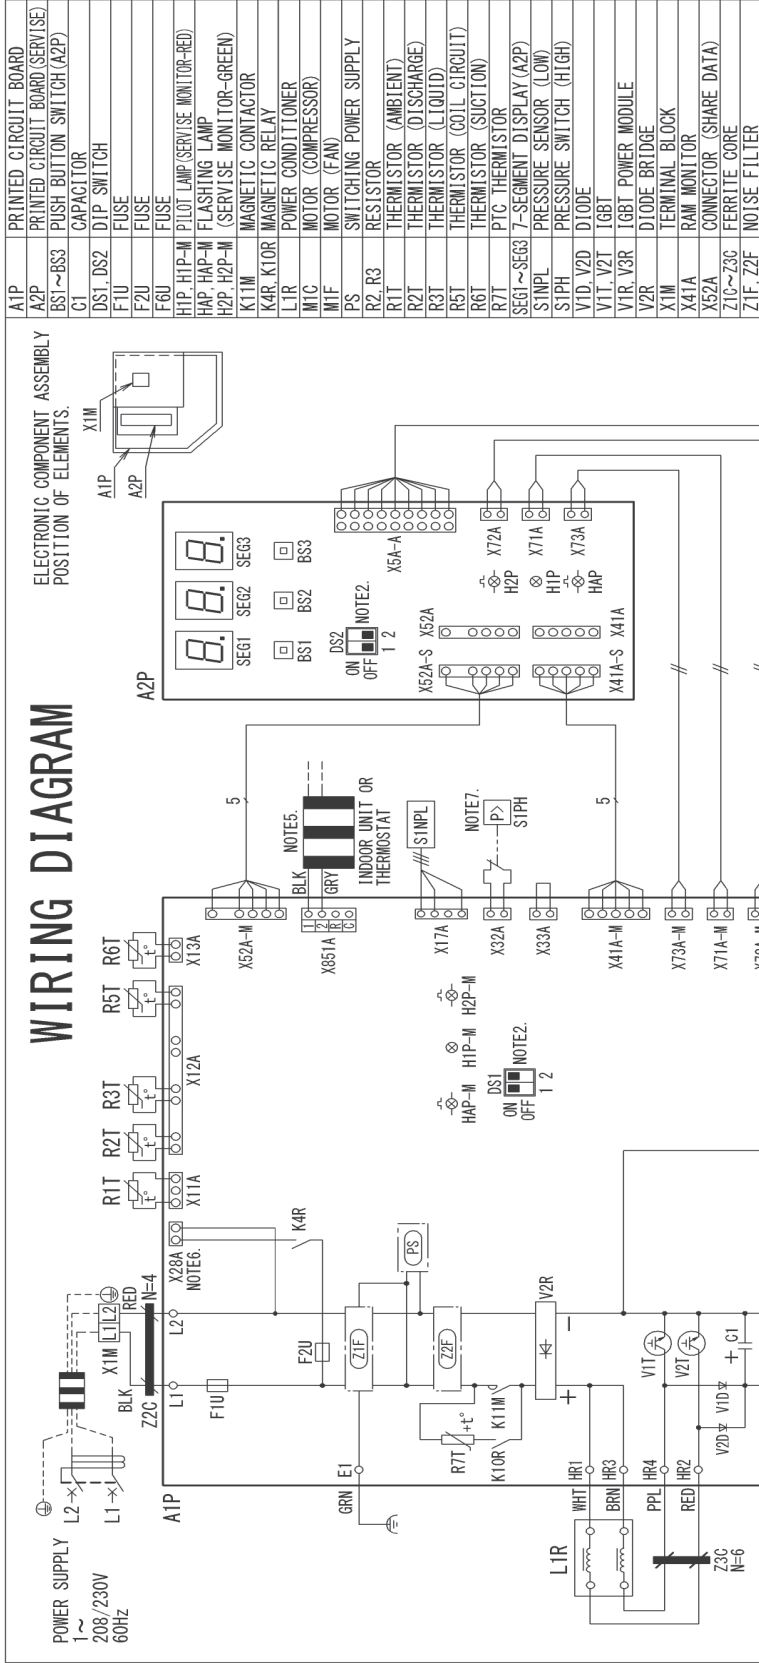 WIRING DIAGRAM
POWER SUPPLY
1~
208/230V
60Hz
L2
L1
X1M
L1 L2
BLK
RED
Z2C
N=4
A1P
L1
L2
X28A
NOTE6.
F1U
F2U
K4R
E1
GRN
Z1F
PS
Z2F
R7T
+t°
K11M
K10R
V2R
+
−
L1R
WHT HR1
BRN HR3
PPL HR4
RED HR2
Z3C
N=6
V1T
V2T
V2D
V1D
+
C1
R1T
R2T
R3T
R5T
R6T
t°
t°
t°
t°
t°
X11A
X12A
X13A
HAP-M
H1P-M
H2P-M
DS1
ON
OFF
1 2
NOTE2.
X52A-M
X851A
1
2
R
C
X17A
X32A
X33A
X41A-M
X73A-M
X71A-M
5
BLK
GRY
NOTE5.
INDOOR UNIT OR
THERMOSTAT
S1NPL
NOTE7.
P>
S1PH
5
A2P
SEG1
SEG2
SEG3
BS1
BS2
BS3
DS2
ON
OFF
1 2
NOTE2.
X5A-A
X52A-S
X52A
X41A-S
X41A
H2P
H1P
HAP
X72A
X71A
X73A
ELECTRONIC COMPONENT ASSEMBLY
POSITION OF ELEMENTS.
A1P
A2P
X1M
A1P PRINTED CIRCUIT BOARD
A2P PRINTED CIRCUIT BOARD(SERVISE)
BS1~BS3 PUSH BUTTON SWITCH(A2P)
C1 CAPACITOR
DS1, DS2 DIP SWITCH
F1U FUSE
F2U FUSE
F6U FUSE
H1P, H1P-M PILOT LAMP(SERVISE MONITOR-RED)
HAP, HAP-M FLASHING LAMP
H2P, H2P-M (SERVISE MONITOR-GREEN)
K11M MAGNETIC CONTACTOR
K4R, K10R MAGNETIC RELAY
L1R POWER CONDITIONER
M1C MOTOR (COMPRESSOR)
M1F MOTOR (FAN)
PS SWITCHING POWER SUPPLY
R2, R3 RESISTOR
R1T THERMISTOR (AMBIENT)
R2T THERMISTOR (DISCHARGE)
R3T THERMISTOR (LIQUID)
R5T THERMISTOR (COIL CIRCUIT)
R6T THERMISTOR (SUCTION)
R7T PTC THERMISTOR
SEG1~SEG3 7-SEGMENT DISPLAY(A2P)
S1NPL PRESSURE SENSOR (LOW)
S1PH PRESSURE SWITCH (HIGH)
V1D, V2D DIODE
V1T, V2T IGBT
V1R, V3R IGBT POWER MODULE
V2R DIODE BRIDGE
X1M TERMINAL BLOCK
X41A RAM MONITOR
X52A CONNECTOR (SHARE DATA)
Z1C~Z3C FERRITE CORE
Z1F, Z2F NOISE FILTER